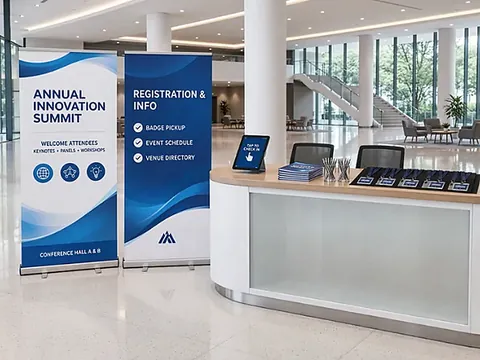 ANNUAL
INNOVATION
SUMMIT
WELCOME ATTENDEES
KEYNOTES • PANELS • WORKSHOPS
CONFERENCE HALL A & B
REGISTRATION &
INFO
BADGE PICKUP
EVENT SCHEDULE
VENUE DIRECTORY
TAP TO
CHECK IN